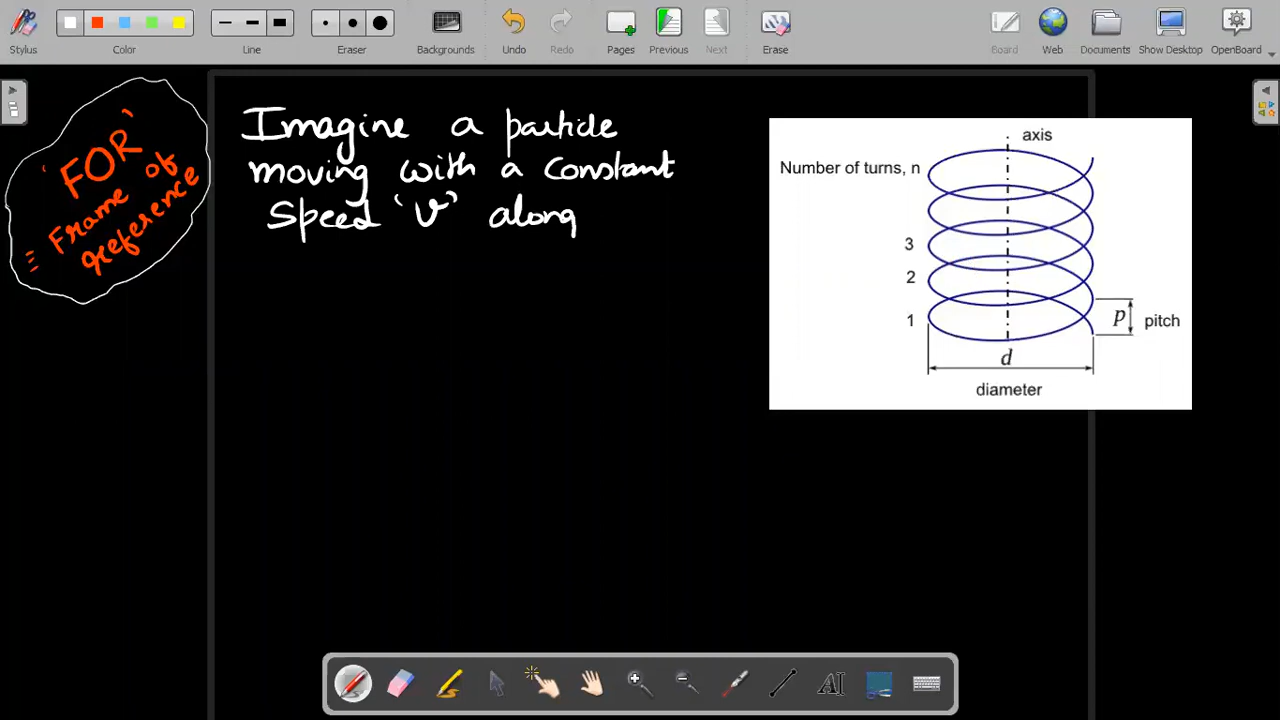 Stylus
Color
Line
Eraser
Backgrounds
Undo
Redo
Pages
Previous
Next
Erase
Board
Web
Documents
Show Desktop
OpenBoard
'FOR'
≡ Frame of
reference
Imagine a particle
moving with a constant
Speed 'v' along
axis
Number of turns, n
3
2
1
p
pitch
d
diameter